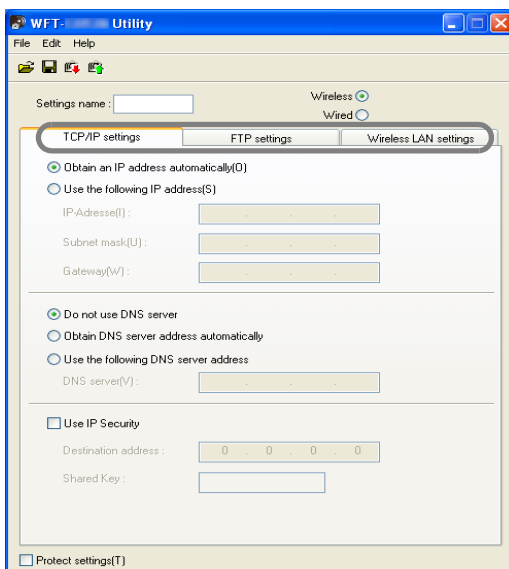 WFT- Utility
File Edit Help
Settings name :
Wireless
Wired
TCP/IP settings FTP settings Wireless LAN settings
Obtain an IP address automatically(O)
Use the following IP address(S)
IP-Adresse(I) :
Subnet mask(U) :
Gateway(W) :
Do not use DNS server
Obtain DNS server address automatically
Use the following DNS server address
DNS server(V) :
Use IP Security
Destination address : 0 . 0 . 0 . 0
Shared Key :
Protect settings(T)